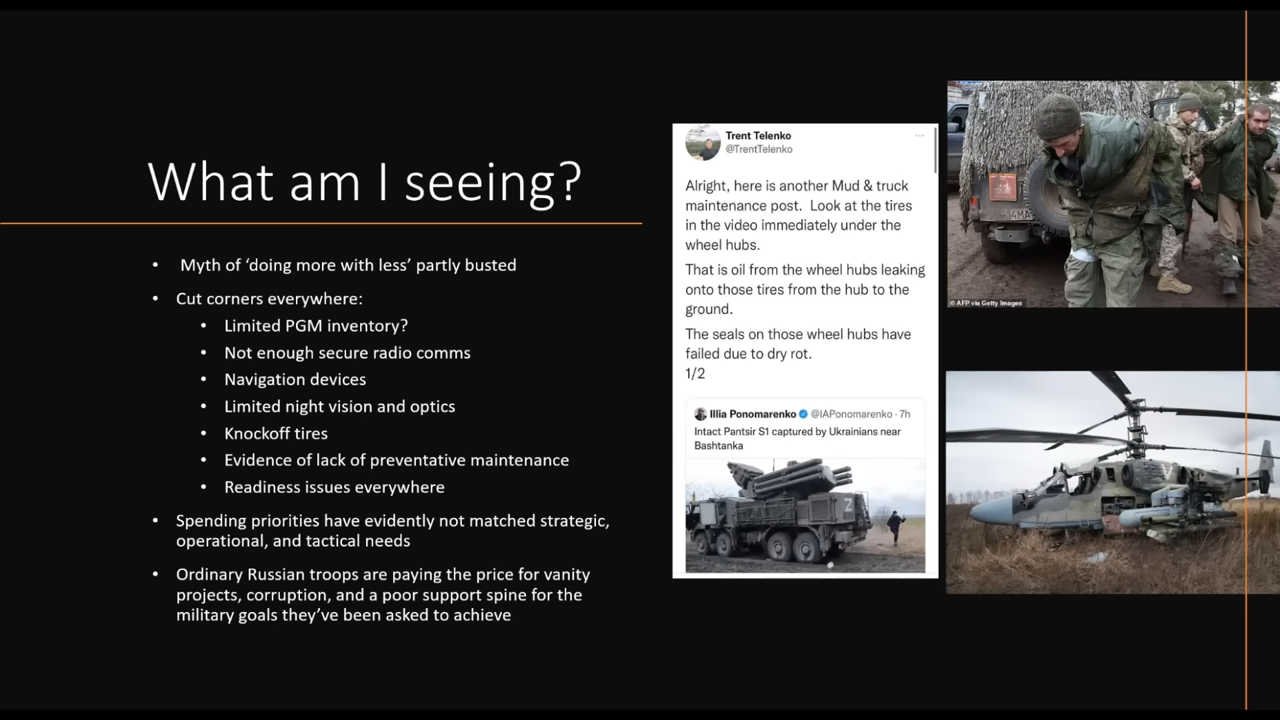 What am I seeing?
• Myth of ‘doing more with less’ partly busted
• Cut corners everywhere:
• Limited PGM inventory?
• Not enough secure radio comms
• Navigation devices
• Limited night vision and optics
• Knockoff tires
• Evidence of lack of preventative maintenance
• Readiness issues everywhere
• Spending priorities have evidently not matched strategic,
operational, and tactical needs
• Ordinary Russian troops are paying the price for vanity
projects, corruption, and a poor support spine for the
military goals they’ve been asked to achieve
Trent Telenko
@TrentTelenko
Alright, here is another Mud & truck
maintenance post. Look at the tires
in the video immediately under the
wheel hubs.
That is oil from the wheel hubs leaking
onto those tires from the hub to the
ground.
The seals on those wheel hubs have
failed due to dry rot.
1/2
Illia Ponomarenko @IAPonomarenko · 7h
Intact Pantsir S1 captured by Ukrainians near
Bashtanka
Z
© AFP via Getty Images